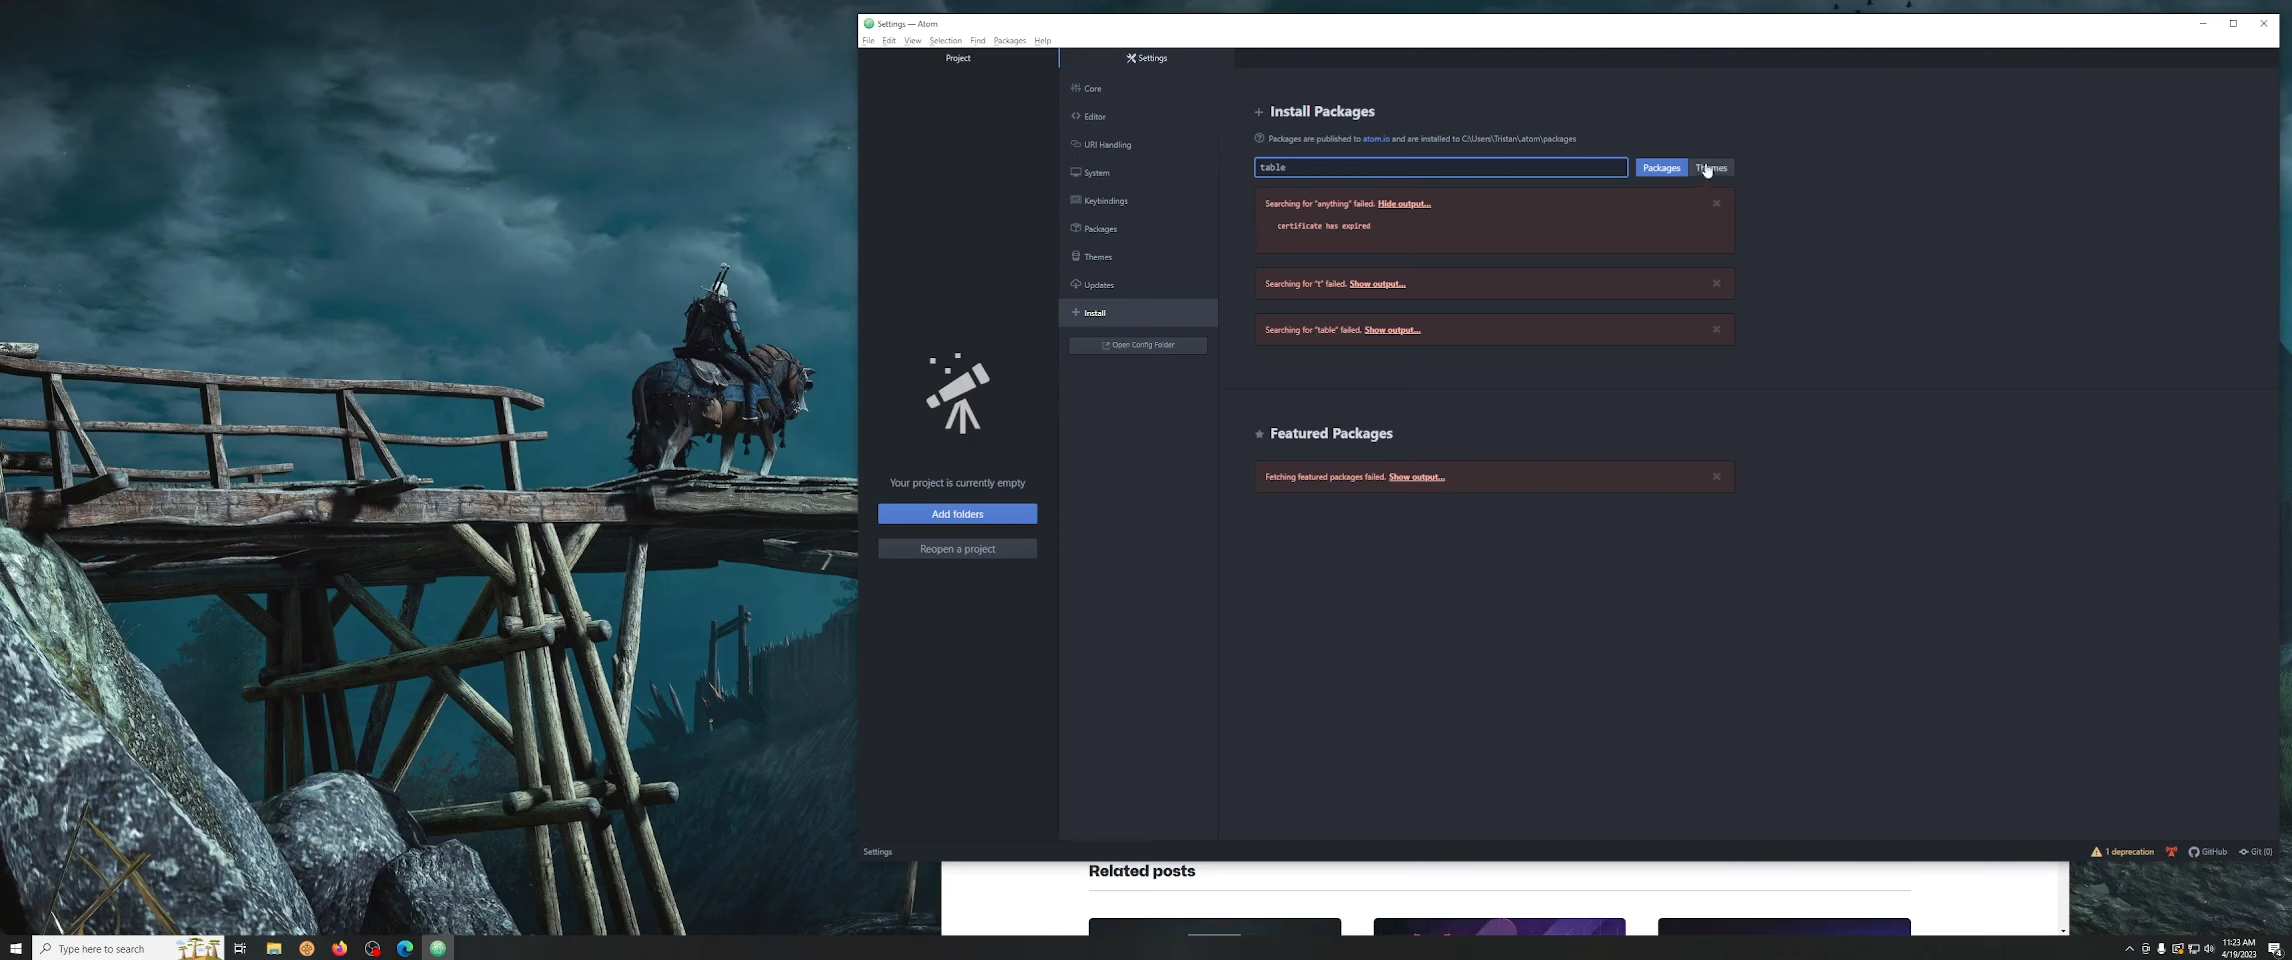 Settings — Atom
File Edit View Selection Find Packages Help
Project
Settings
Core
Editor
URI Handling
System
Keybindings
Packages
Themes
Updates
Install
Open Config Folder
Install Packages
Packages are published to atom.io and are installed to C:\Users\Tristan\.atom\packages
table
Packages
Themes
Searching for "anything" failed. Hide output...
certificate has expired
Searching for "t" failed. Show output...
Searching for "table" failed. Show output...
Featured Packages
Fetching featured packages failed. Show output...
Your project is currently empty
Add folders
Reopen a project
Settings
1 deprecation
GitHub
Git (0)
Related posts
Type here to search
11:23 AM
4/19/2023
4